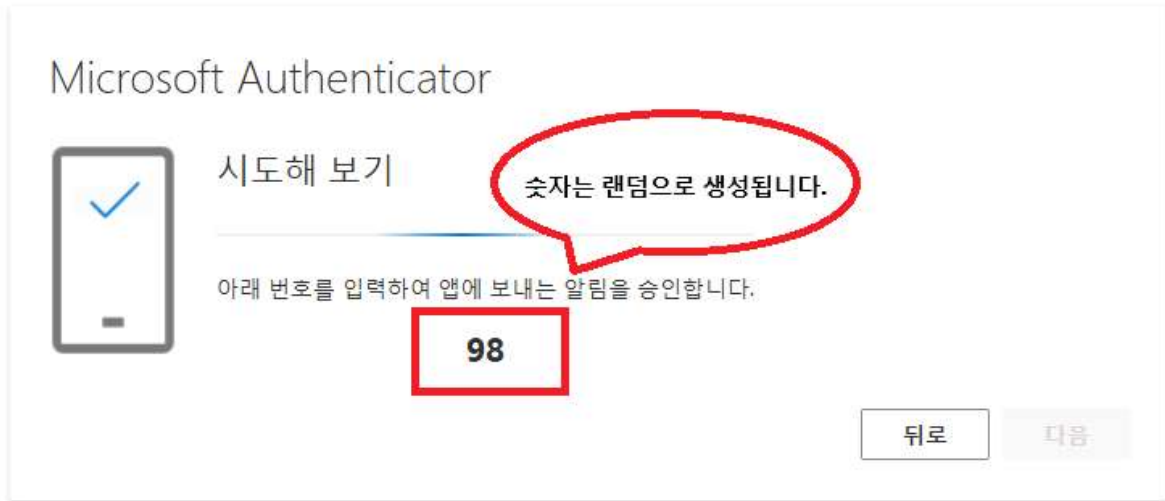 Microsoft Authenticator
시도해 보기
숫자는 랜덤으로 생성됩니다.
아래 번호를 입력하여 앱에 보내는 알림을 승인합니다.
98
뒤로
다음